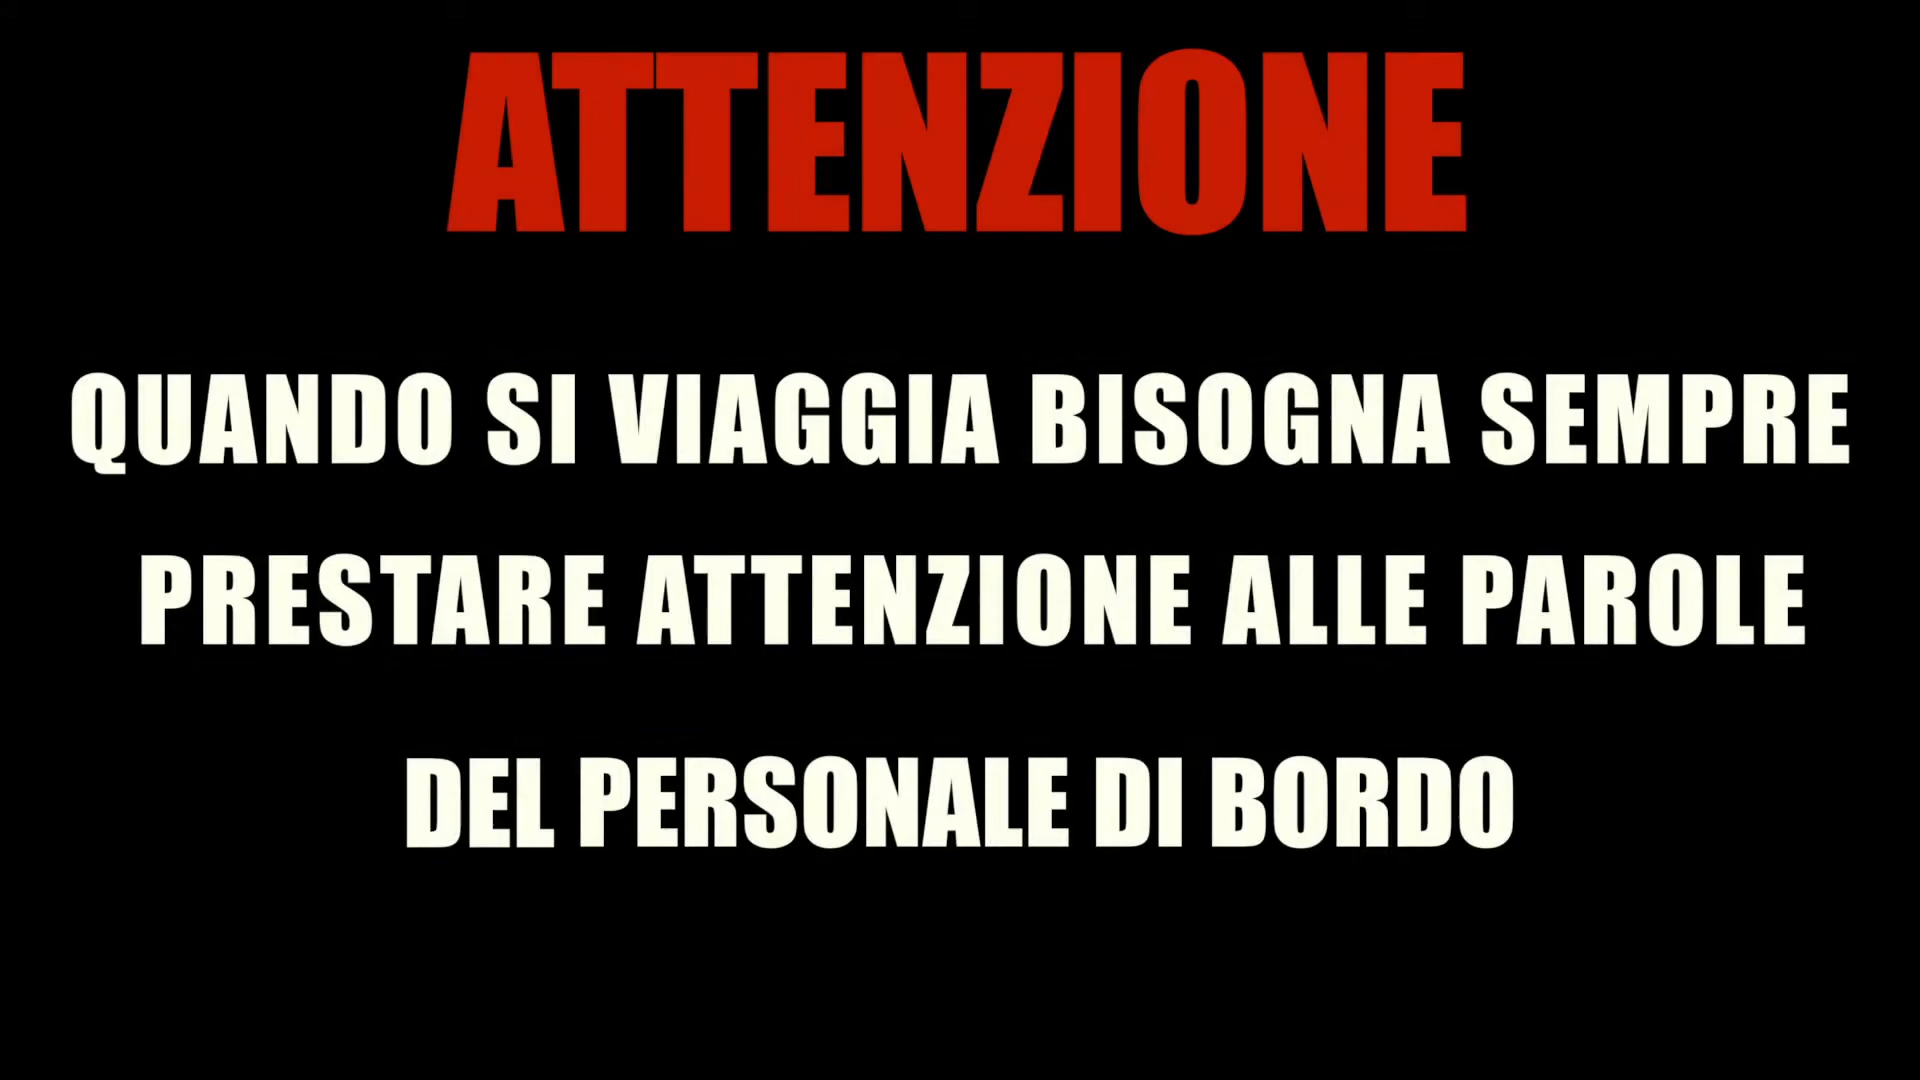 ATTENZIONE
QUANDO SI VIAGGIA BISOGNA SEMPRE
PRESTARE ATTENZIONE ALLE PAROLE
DEL PERSONALE DI BORDO